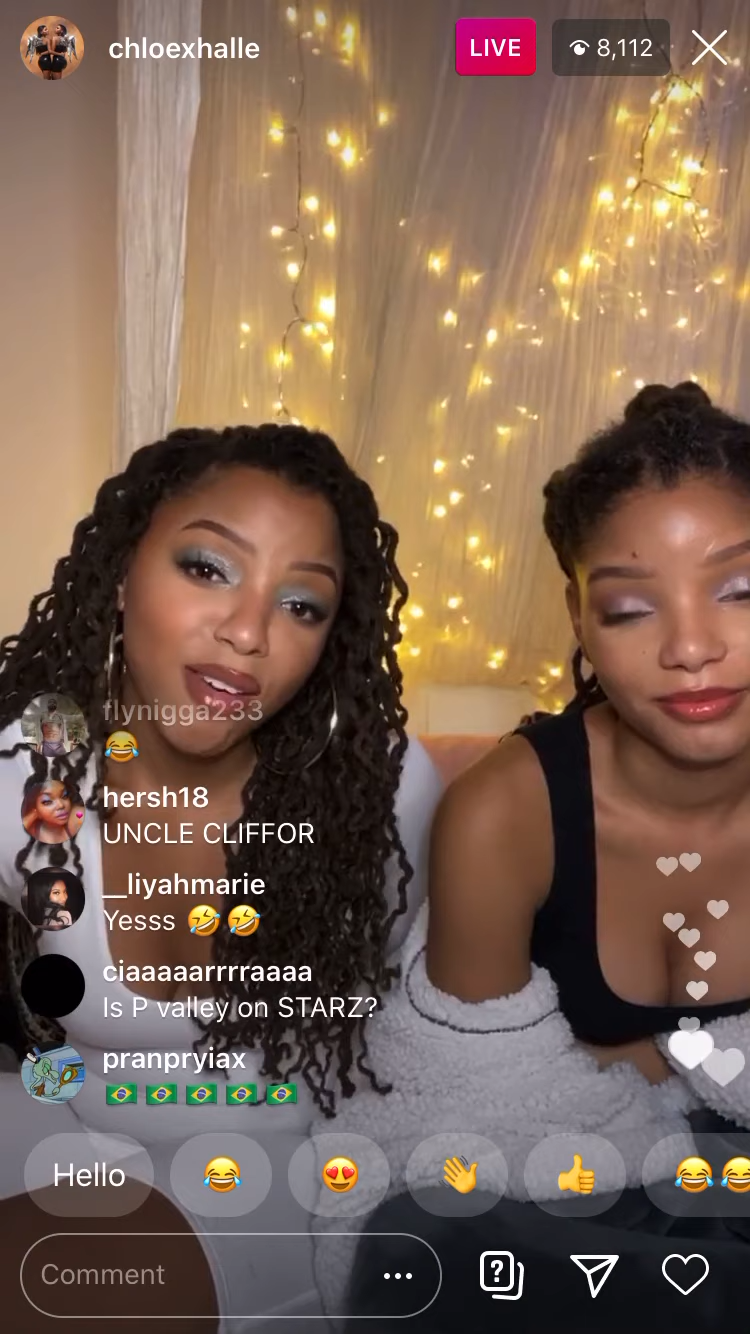 chloexhalle
LIVE
8,112
flynigga233
😂
hersh18
UNCLE CLIFFOR
__liyahmarie
Yesss 🤣🤣
ciaaaaarrrraaaa
Is P valley on STARZ?
pranpryiax
🇧🇷🇧🇷🇧🇷🇧🇷🇧🇷
Hello 😂 😍 👋 👍 😂😂
Comment